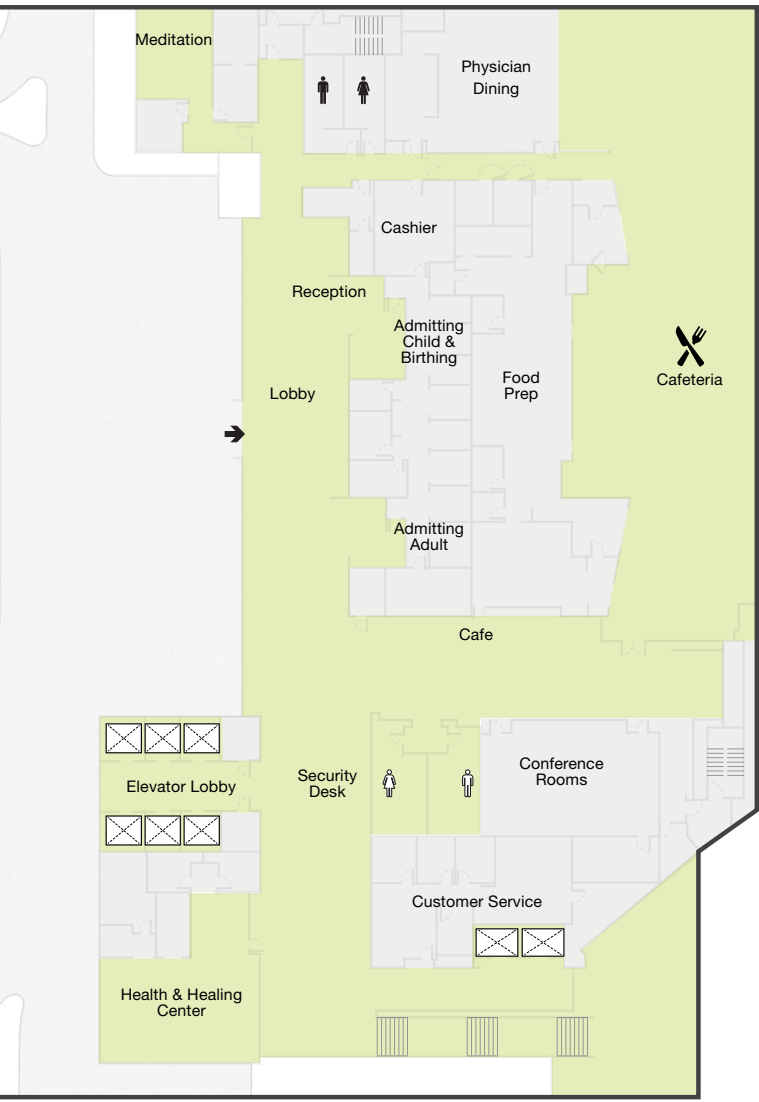 Meditation
Physician
Dining
Cashier
Reception
Admitting
Child &
Birthing
Lobby
Food
Prep
Cafeteria
Admitting
Adult
Cafe
Elevator Lobby
Security
Desk
Conference
Rooms
Customer Service
Health & Healing
Center